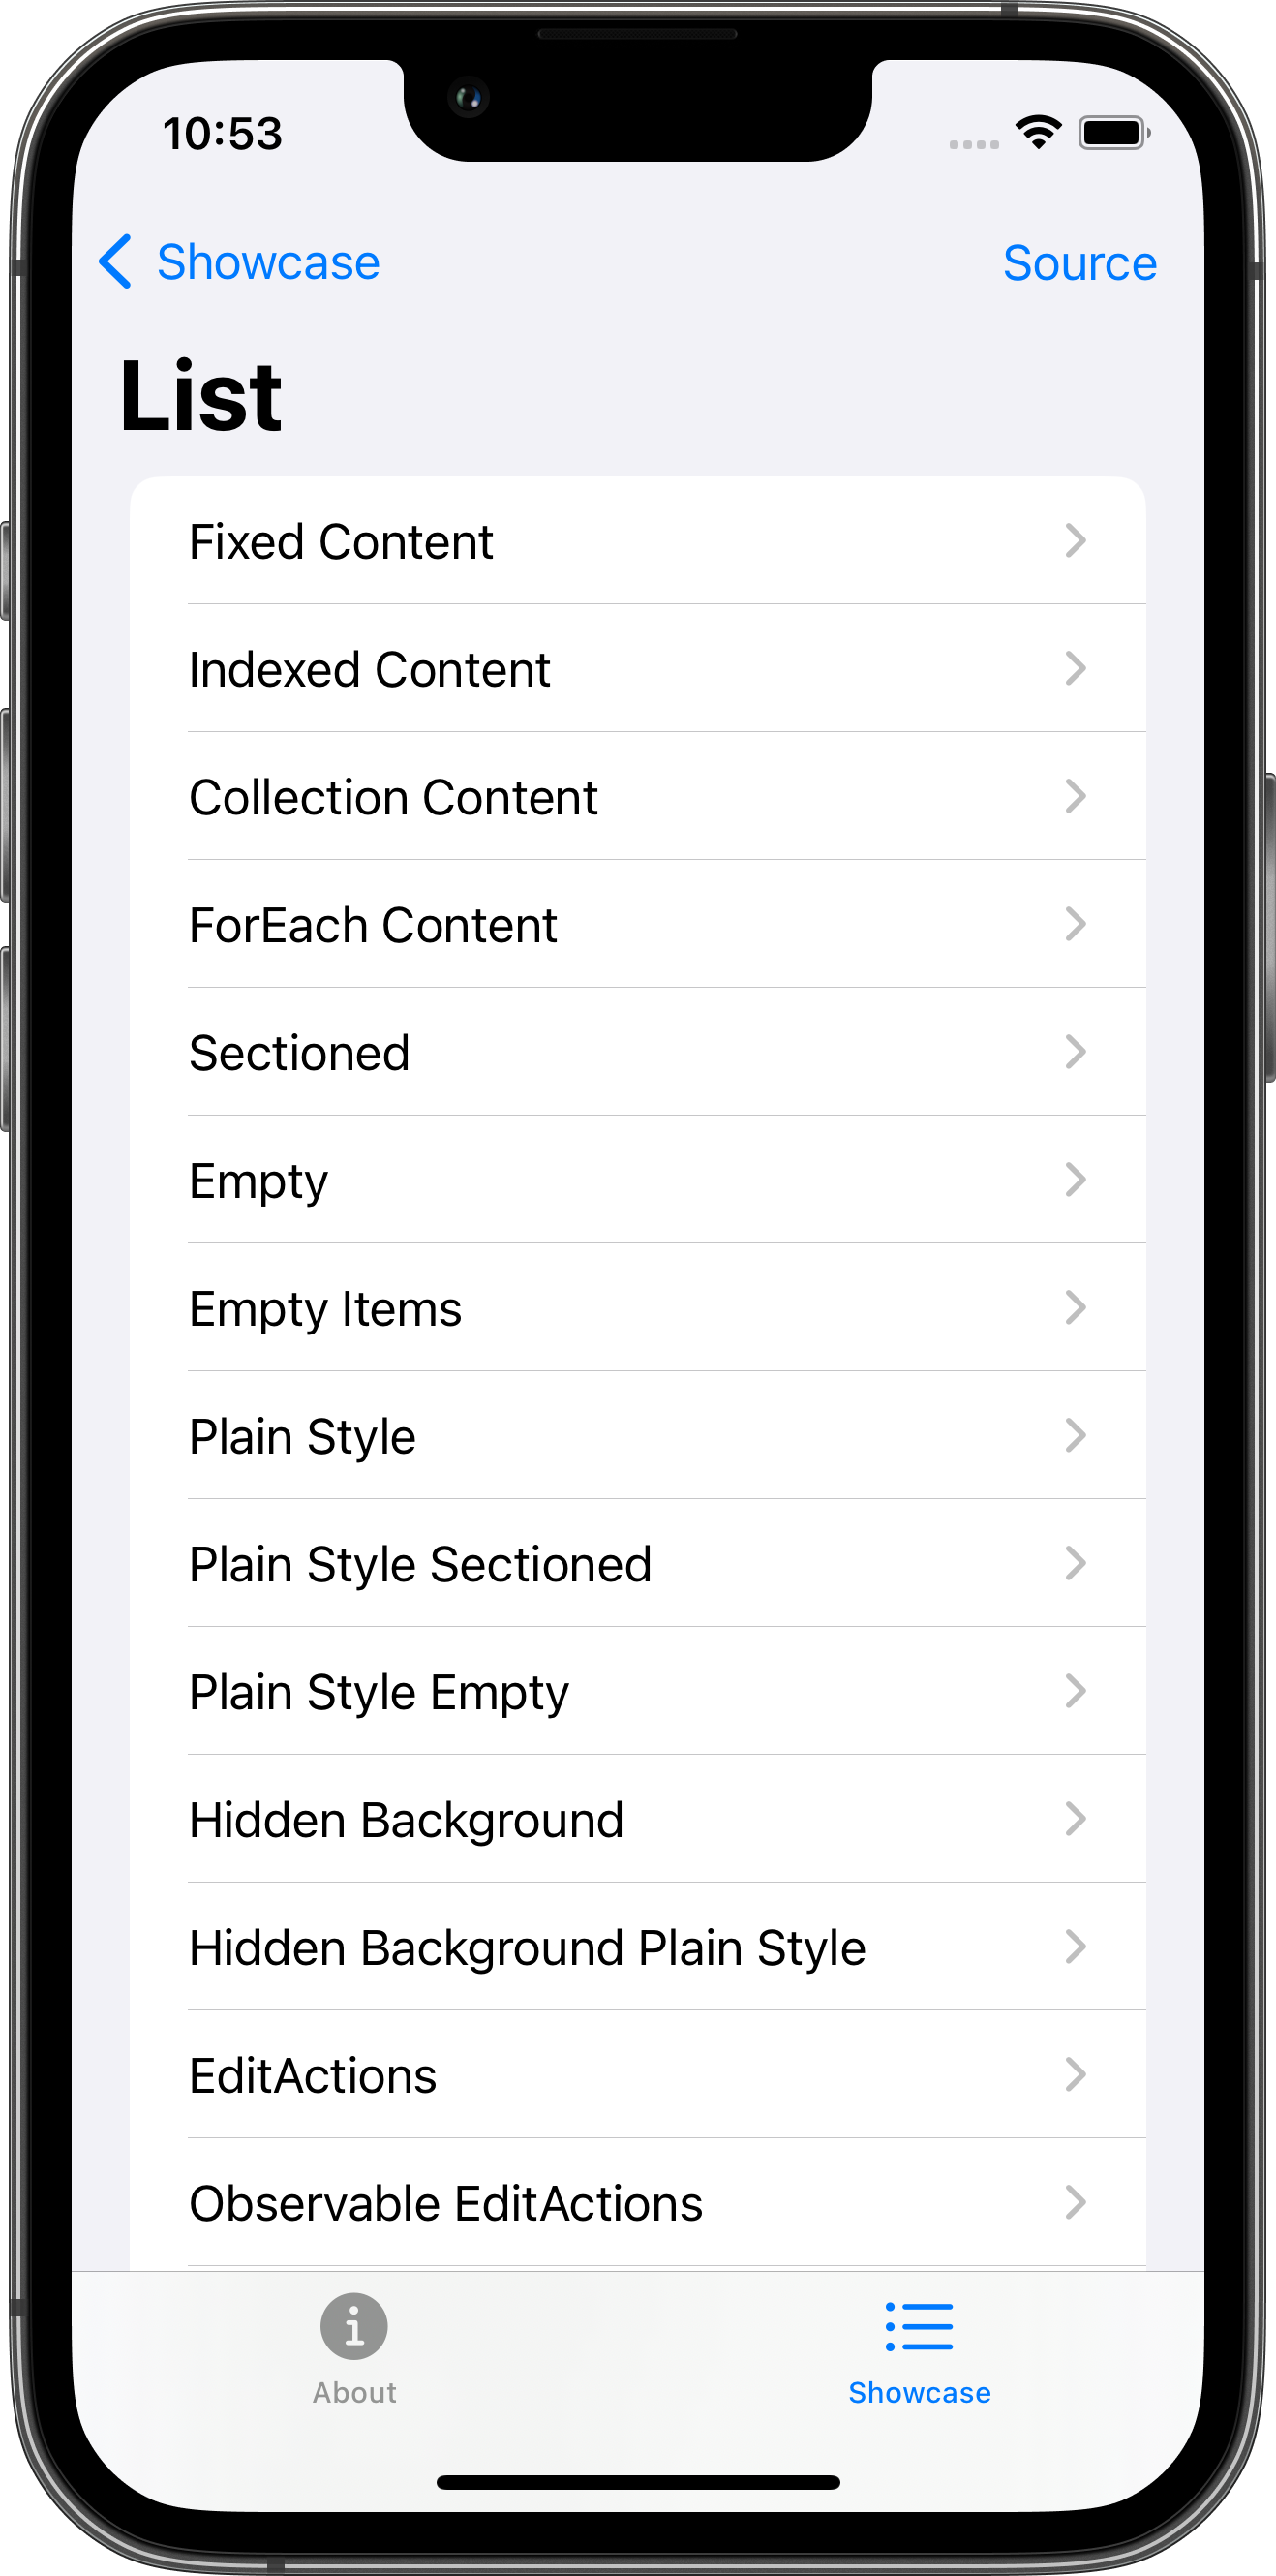 10:53
Showcase
Source
List
Fixed Content
Indexed Content
Collection Content
ForEach Content
Sectioned
Empty
Empty Items
Plain Style
Plain Style Sectioned
Plain Style Empty
Hidden Background
Hidden Background Plain Style
EditActions
Observable EditActions
About
Showcase